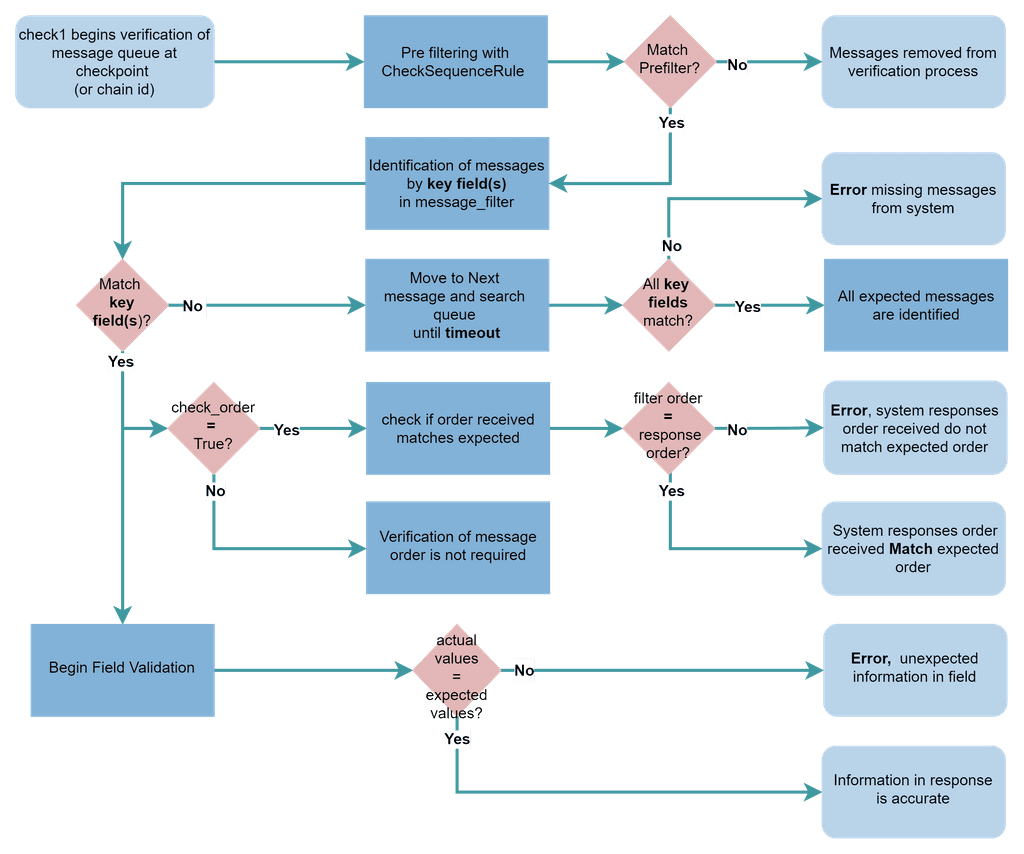 check1 begins verification of
message queue at
checkpoint
(or chain id)
Pre filtering with
CheckSequenceRule
Match
Prefilter?
No
Messages removed from
verification process
Yes
Identification of messages
by key field(s)
in message_filter
Error missing messages
from system
No
Match
key
field(s)?
No
Move to Next
message and search
queue
until timeout
All key
fields
match?
Yes
All expected messages
are identified
Yes
check_order
=
True?
Yes
check if order received
matches expected
filter order
=
response
order?
No
Error, system responses
order received do not
match expected order
No
Yes
Verification of message
order is not required
System responses order
received Match expected
order
Begin Field Validation
actual
values
=
expected
values?
No
Error, unexpected
information in field
Yes
Information in response
is accurate